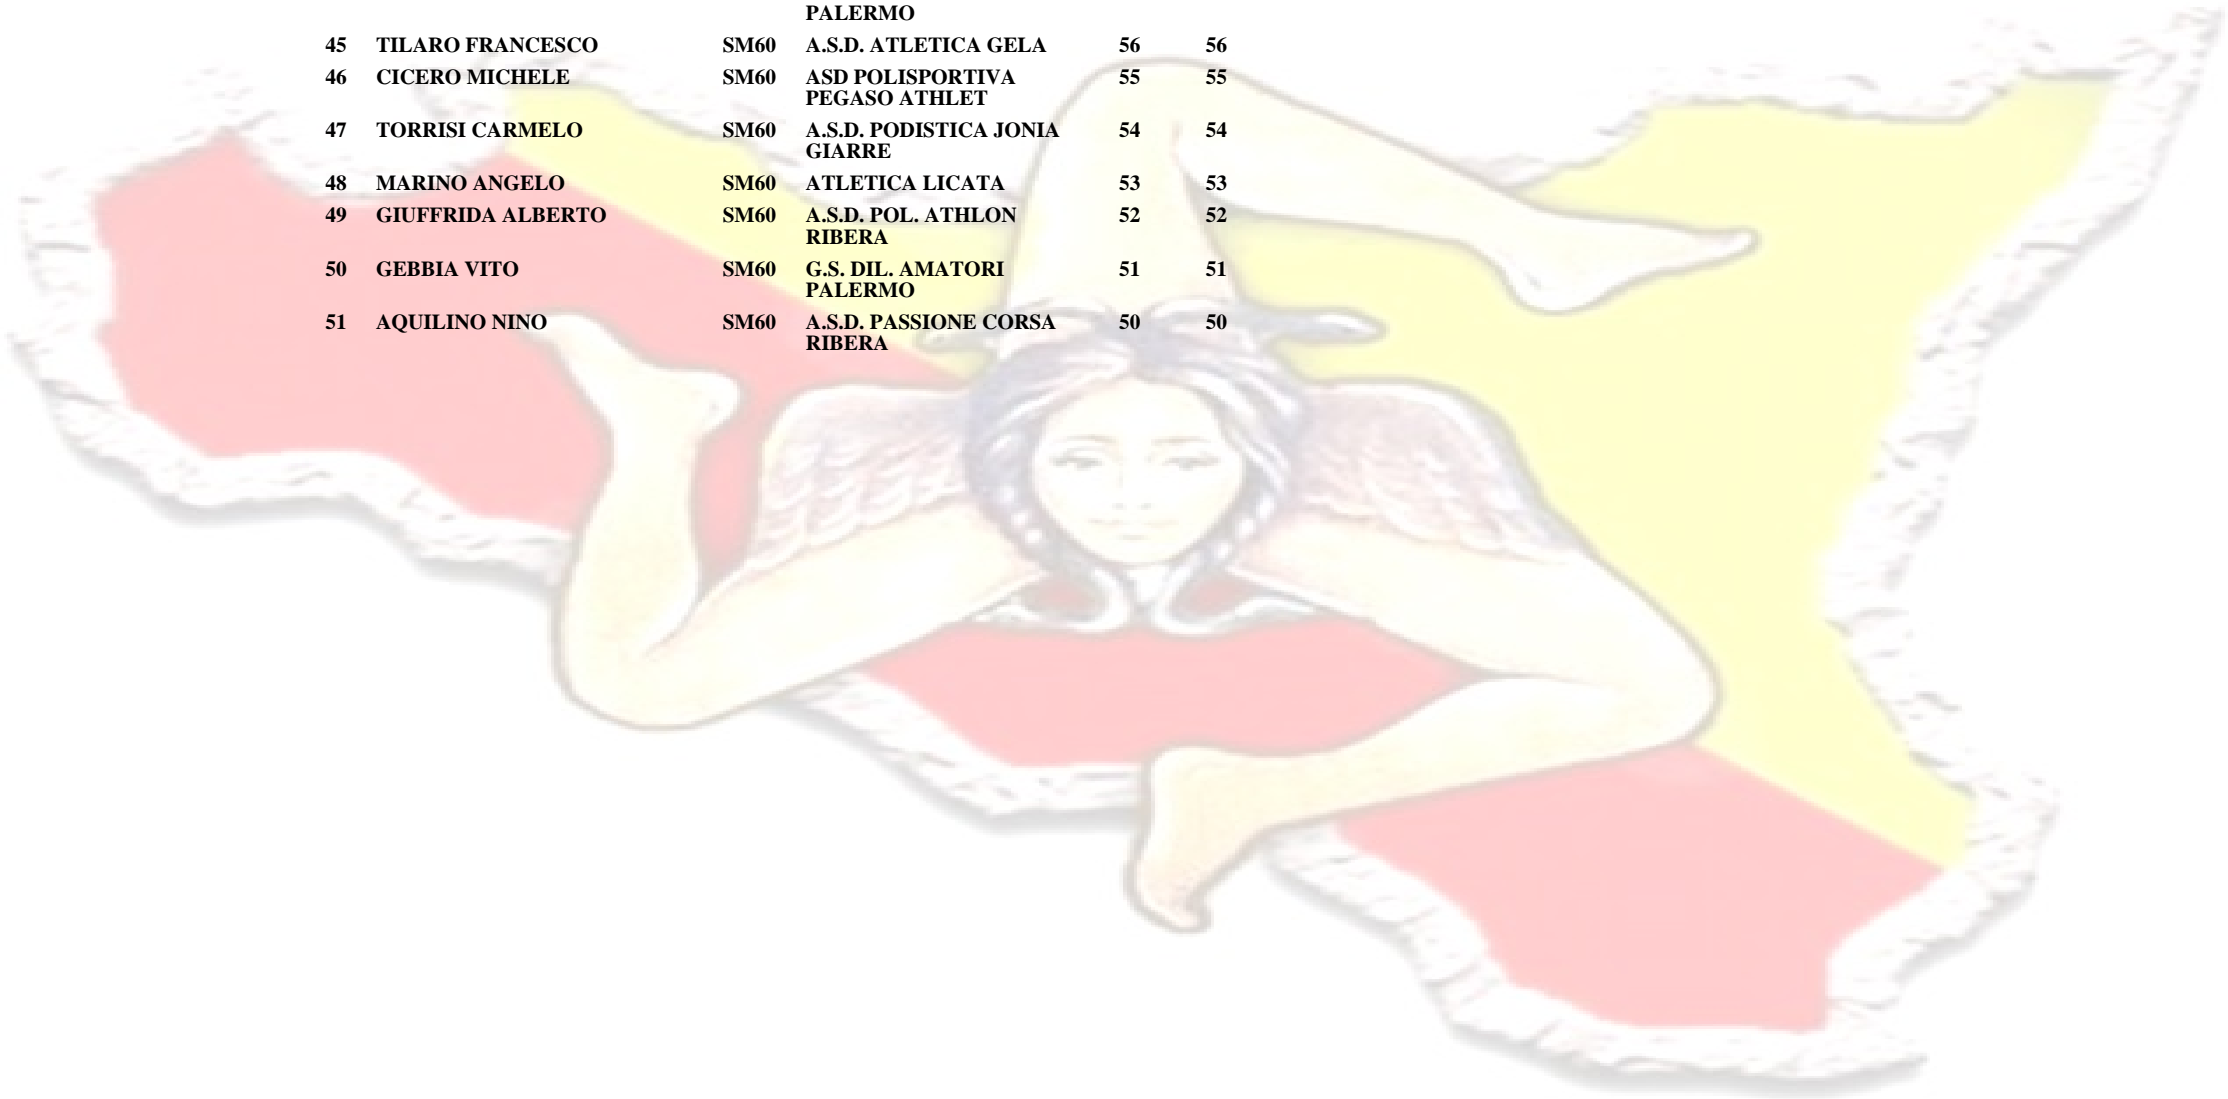 PALERMO
45 TILARO FRANCESCO SM60 A.S.D. ATLETICA GELA 56 56
46 CICERO MICHELE SM60 ASD POLISPORTIVA 55 55
PEGASO ATHLET
47 TORRISI CARMELO SM60 A.S.D. PODISTICA JONIA 54 54
GIARRE
48 MARINO ANGELO SM60 ATLETICA LICATA 53 53
49 GIUFFRIDA ALBERTO SM60 A.S.D. POL. ATHLON 52 52
RIBERA
50 GEBBIA VITO SM60 G.S. DIL. AMATORI 51 51
PALERMO
51 AQUILINO NINO SM60 A.S.D. PASSIONE CORSA 50 50
RIBERA